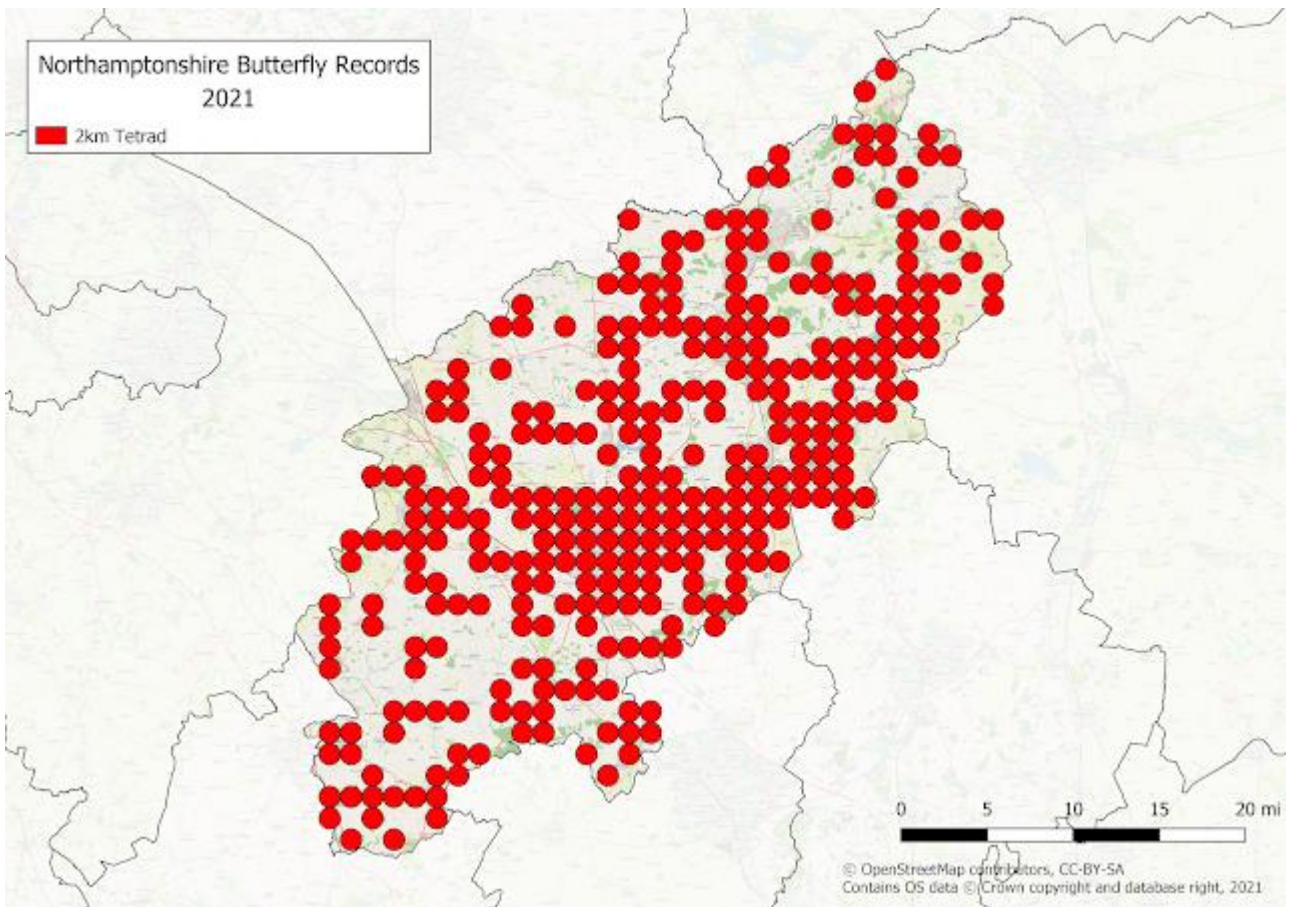 Northamptonshire Butterfly Records
2021
2km Tetrad
0 5 10 15 20 mi
© OpenStreetMap contributors, CC-BY-SA
Contains OS data © Crown copyright and database right, 2021